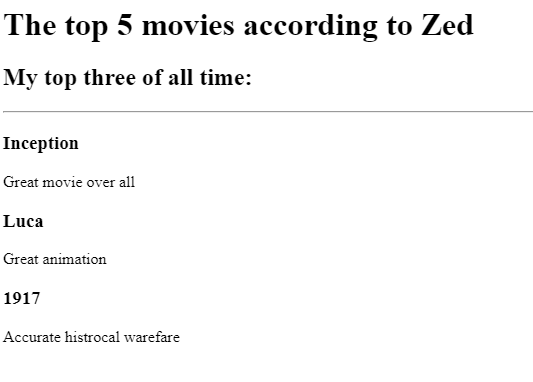 The top 5 movies according to Zed
My top three of all time:
Inception
Great movie over all
Luca
Great animation
1917
Accurate histrocal warefare